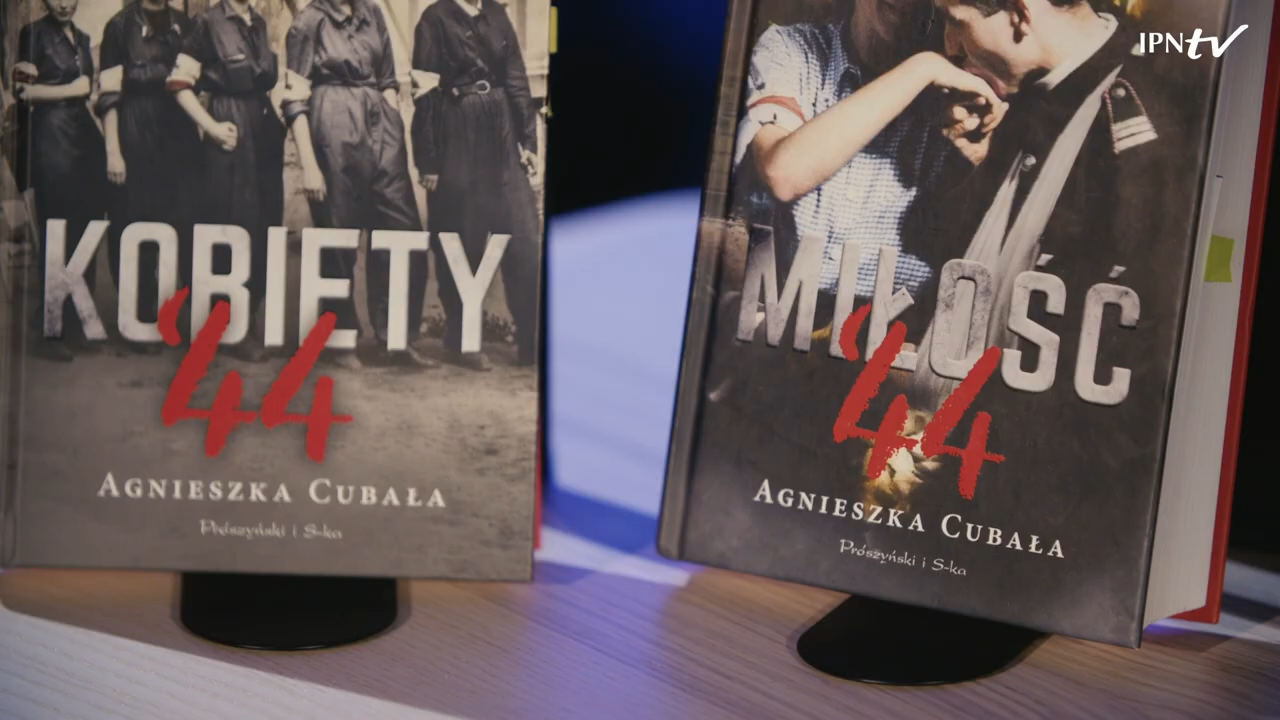 IPNtv
KOBIETY
'44
AGNIESZKA CUBAŁA
Prószyński i S-ka
MIŁOŚĆ
'44
AGNIESZKA CUBAŁA
Prószyński i S-ka